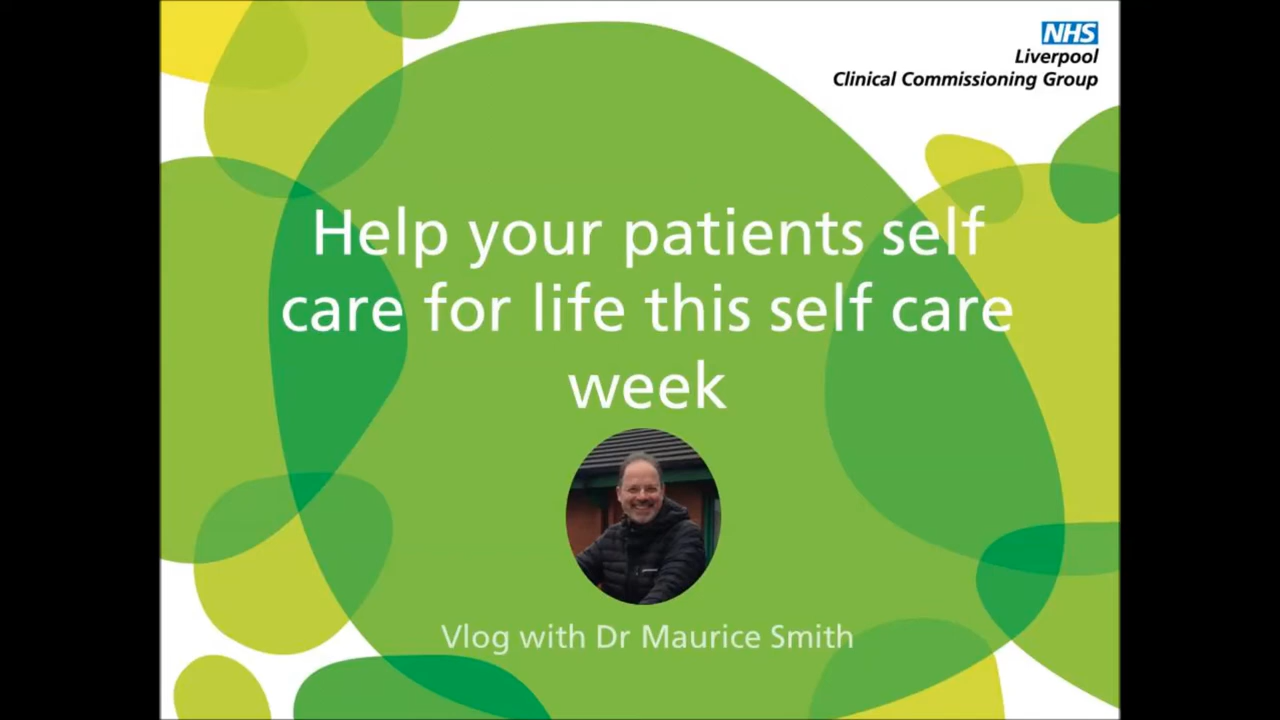 NHS
Liverpool
Clinical Commissioning Group
Help your patients self
care for life this self care
week
Vlog with Dr Maurice Smith